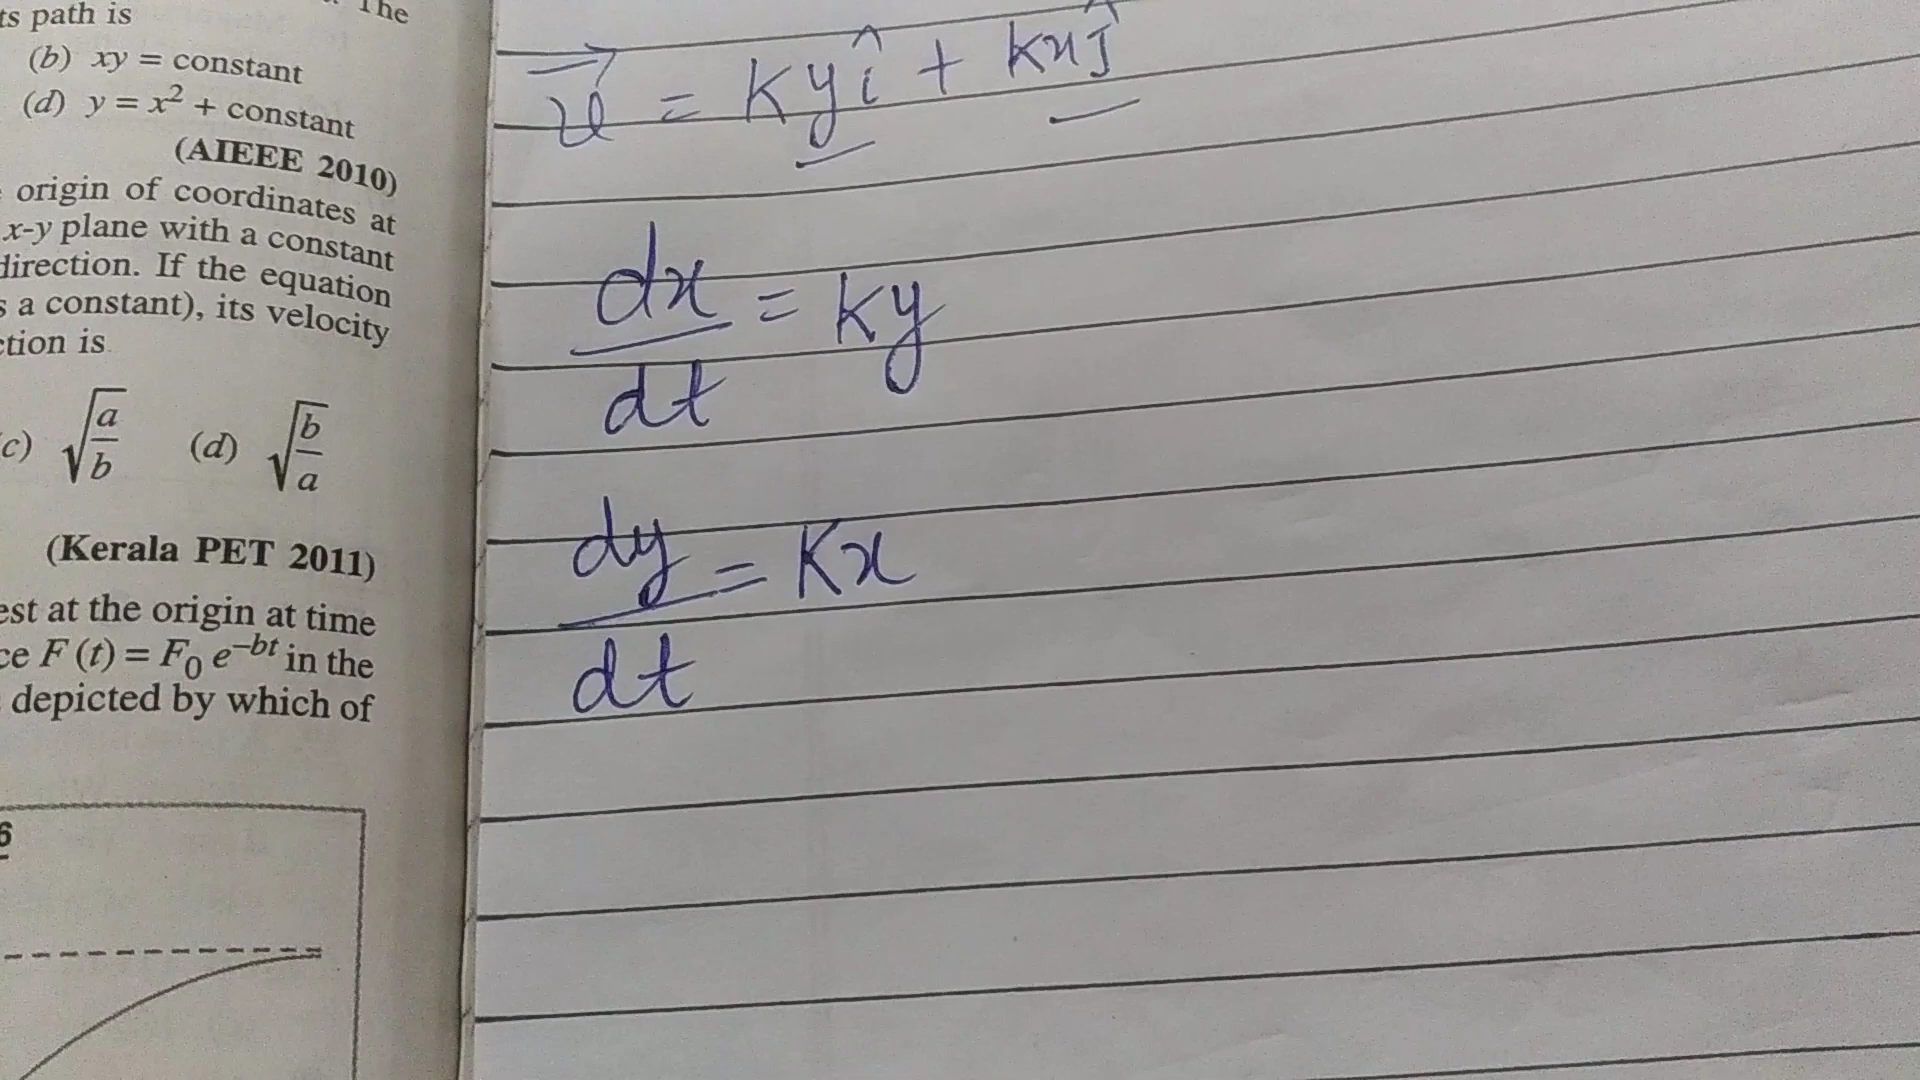 The
ts path is
(b) xy = constant
(d) y = x² + constant
(AIEEE 2010)
origin of coordinates at
x-y plane with a constant
direction. If the equation
s a constant), its velocity
ction is
c) √(a/b) (d) √(b/a)
(Kerala PET 2011)
est at the origin at time
ce F (t) = F₀ e^(–bt) in the
depicted by which of
6
v⃗ = Kyî + Kxĵ
dx/dt = Ky
dy/dt = Kx